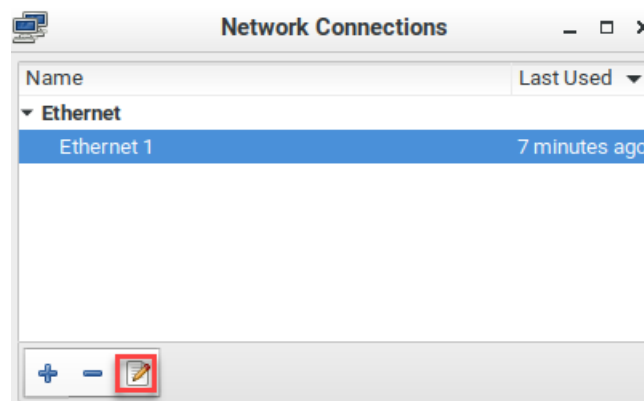 Network Connections
Name Last Used
Ethernet
Ethernet 1 7 minutes ago